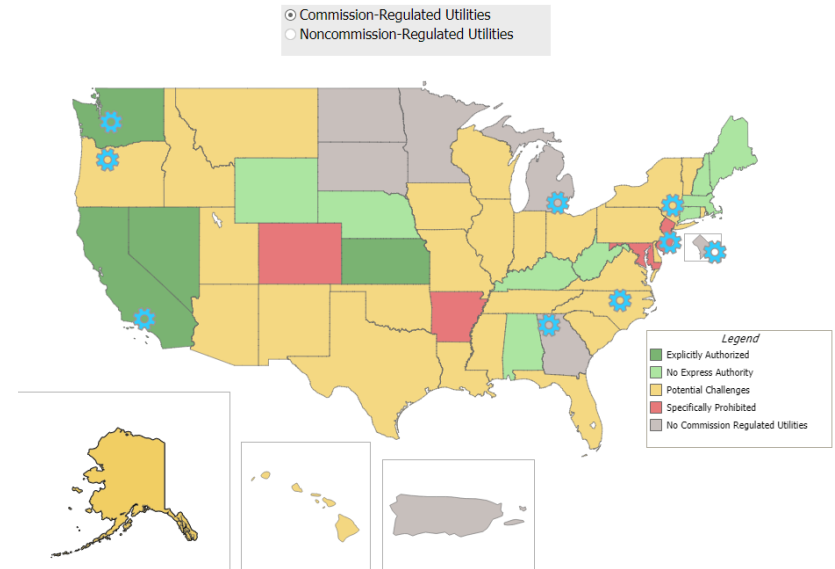 Commission-Regulated Utilities
Noncommission-Regulated Utilities
Legend
Explicitly Authorized
No Express Authority
Potential Challenges
Specifically Prohibited
No Commission Regulated Utilities